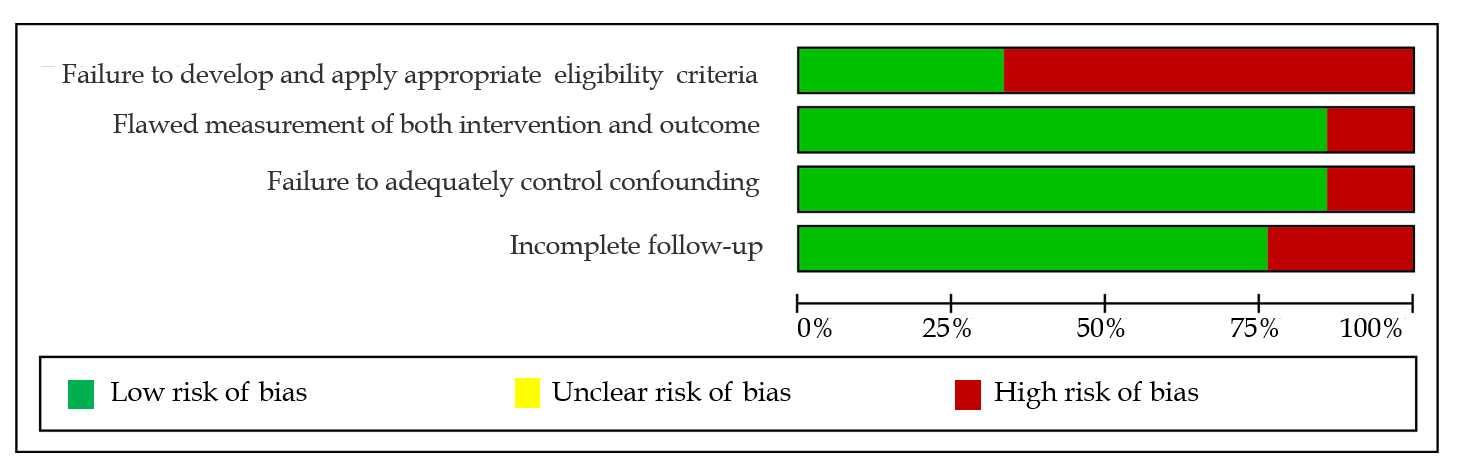 Failure to develop and apply appropriate eligibility criteria
Flawed measurement of both intervention and outcome
Failure to adequately control confounding
Incomplete follow-up
0% 25% 50% 75% 100%
Low risk of bias Unclear risk of bias High risk of bias